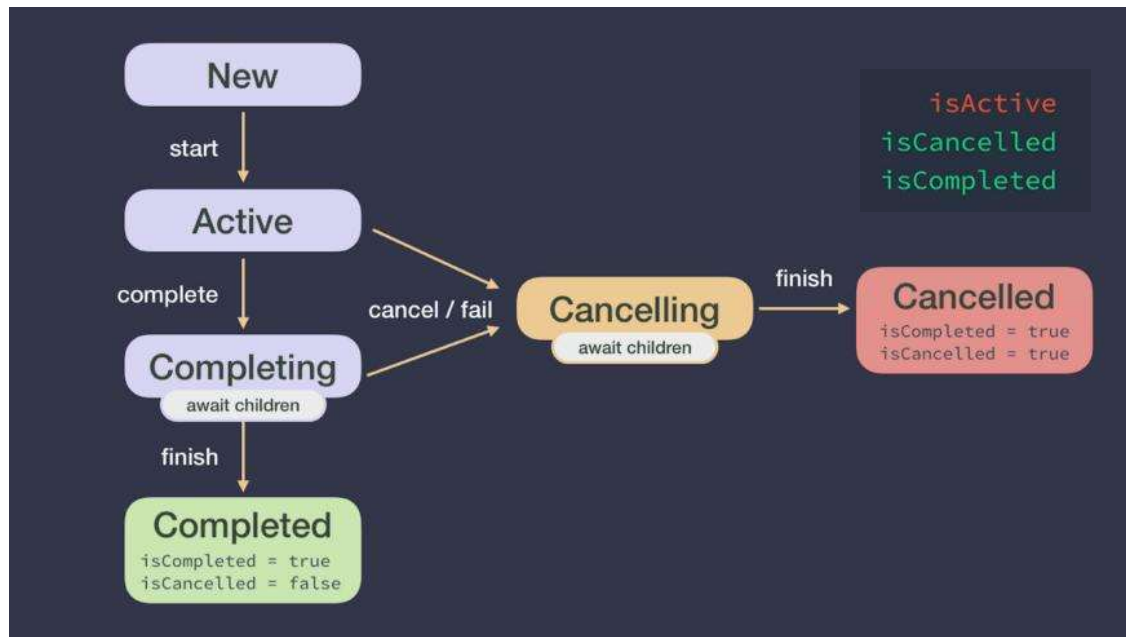 New
isActive
isCancelled
isCompleted
start
Active
complete
cancel / fail
Cancelling
await children
finish
Cancelled
isCompleted = true
isCancelled = true
Completing
await children
finish
Completed
isCompleted = true
isCancelled = false